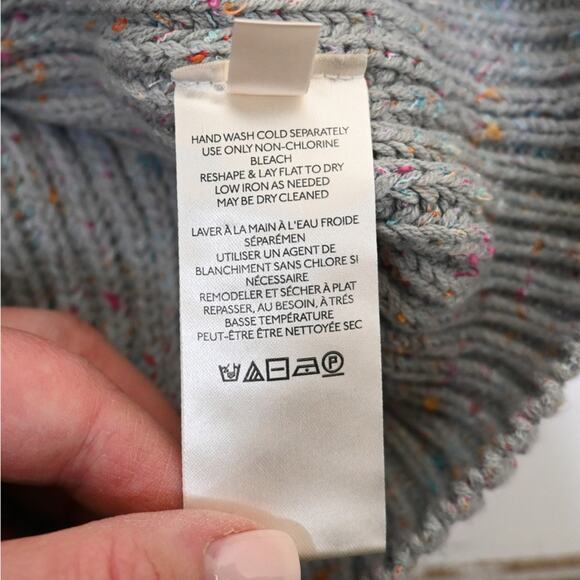 HAND WASH COLD SEPARATELY
USE ONLY NON-CHLORINE
BLEACH
RESHAPE & LAY FLAT TO DRY
LOW IRON AS NEEDED
MAY BE DRY CLEANED
LAVER À LA MAIN À L'EAU FROIDE
SÉPARÉMEN
UTILISER UN AGENT DE
BLANCHIMENT SANS CHLORE SI
NÉCESSAIRE
REMODELER ET SÉCHER À PLAT
REPASSER, AU BESOIN, À TRÉS
BASSE TEMPÉRATURE
PEUT-ÊTRE ÊTRE NETTOYÉE SEC
P